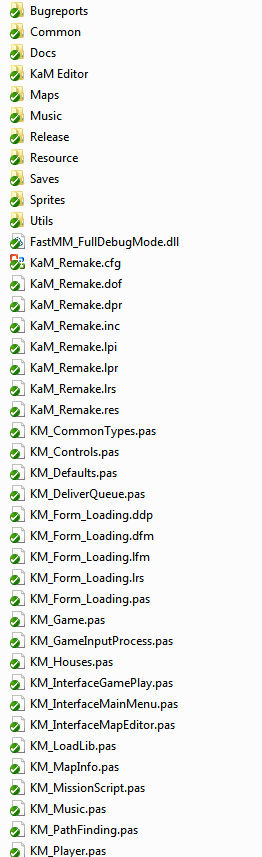 Bugreports
Common
Docs
KaM Editor
Maps
Music
Release
Resource
Saves
Sprites
Utils
FastMM_FullDebugMode.dll
KaM_Remake.cfg
KaM_Remake.dof
KaM_Remake.dpr
KaM_Remake.inc
KaM_Remake.lpi
KaM_Remake.lpr
KaM_Remake.lrs
KaM_Remake.res
KM_CommonTypes.pas
KM_Controls.pas
KM_Defaults.pas
KM_DeliverQueue.pas
KM_Form_Loading.ddp
KM_Form_Loading.dfm
KM_Form_Loading.lfm
KM_Form_Loading.lrs
KM_Form_Loading.pas
KM_Game.pas
KM_GameInputProcess.pas
KM_Houses.pas
KM_InterfaceGamePlay.pas
KM_InterfaceMainMenu.pas
KM_InterfaceMapEditor.pas
KM_LoadLib.pas
KM_MapInfo.pas
KM_MissionScript.pas
KM_Music.pas
KM_PathFinding.pas
KM_Player.pas